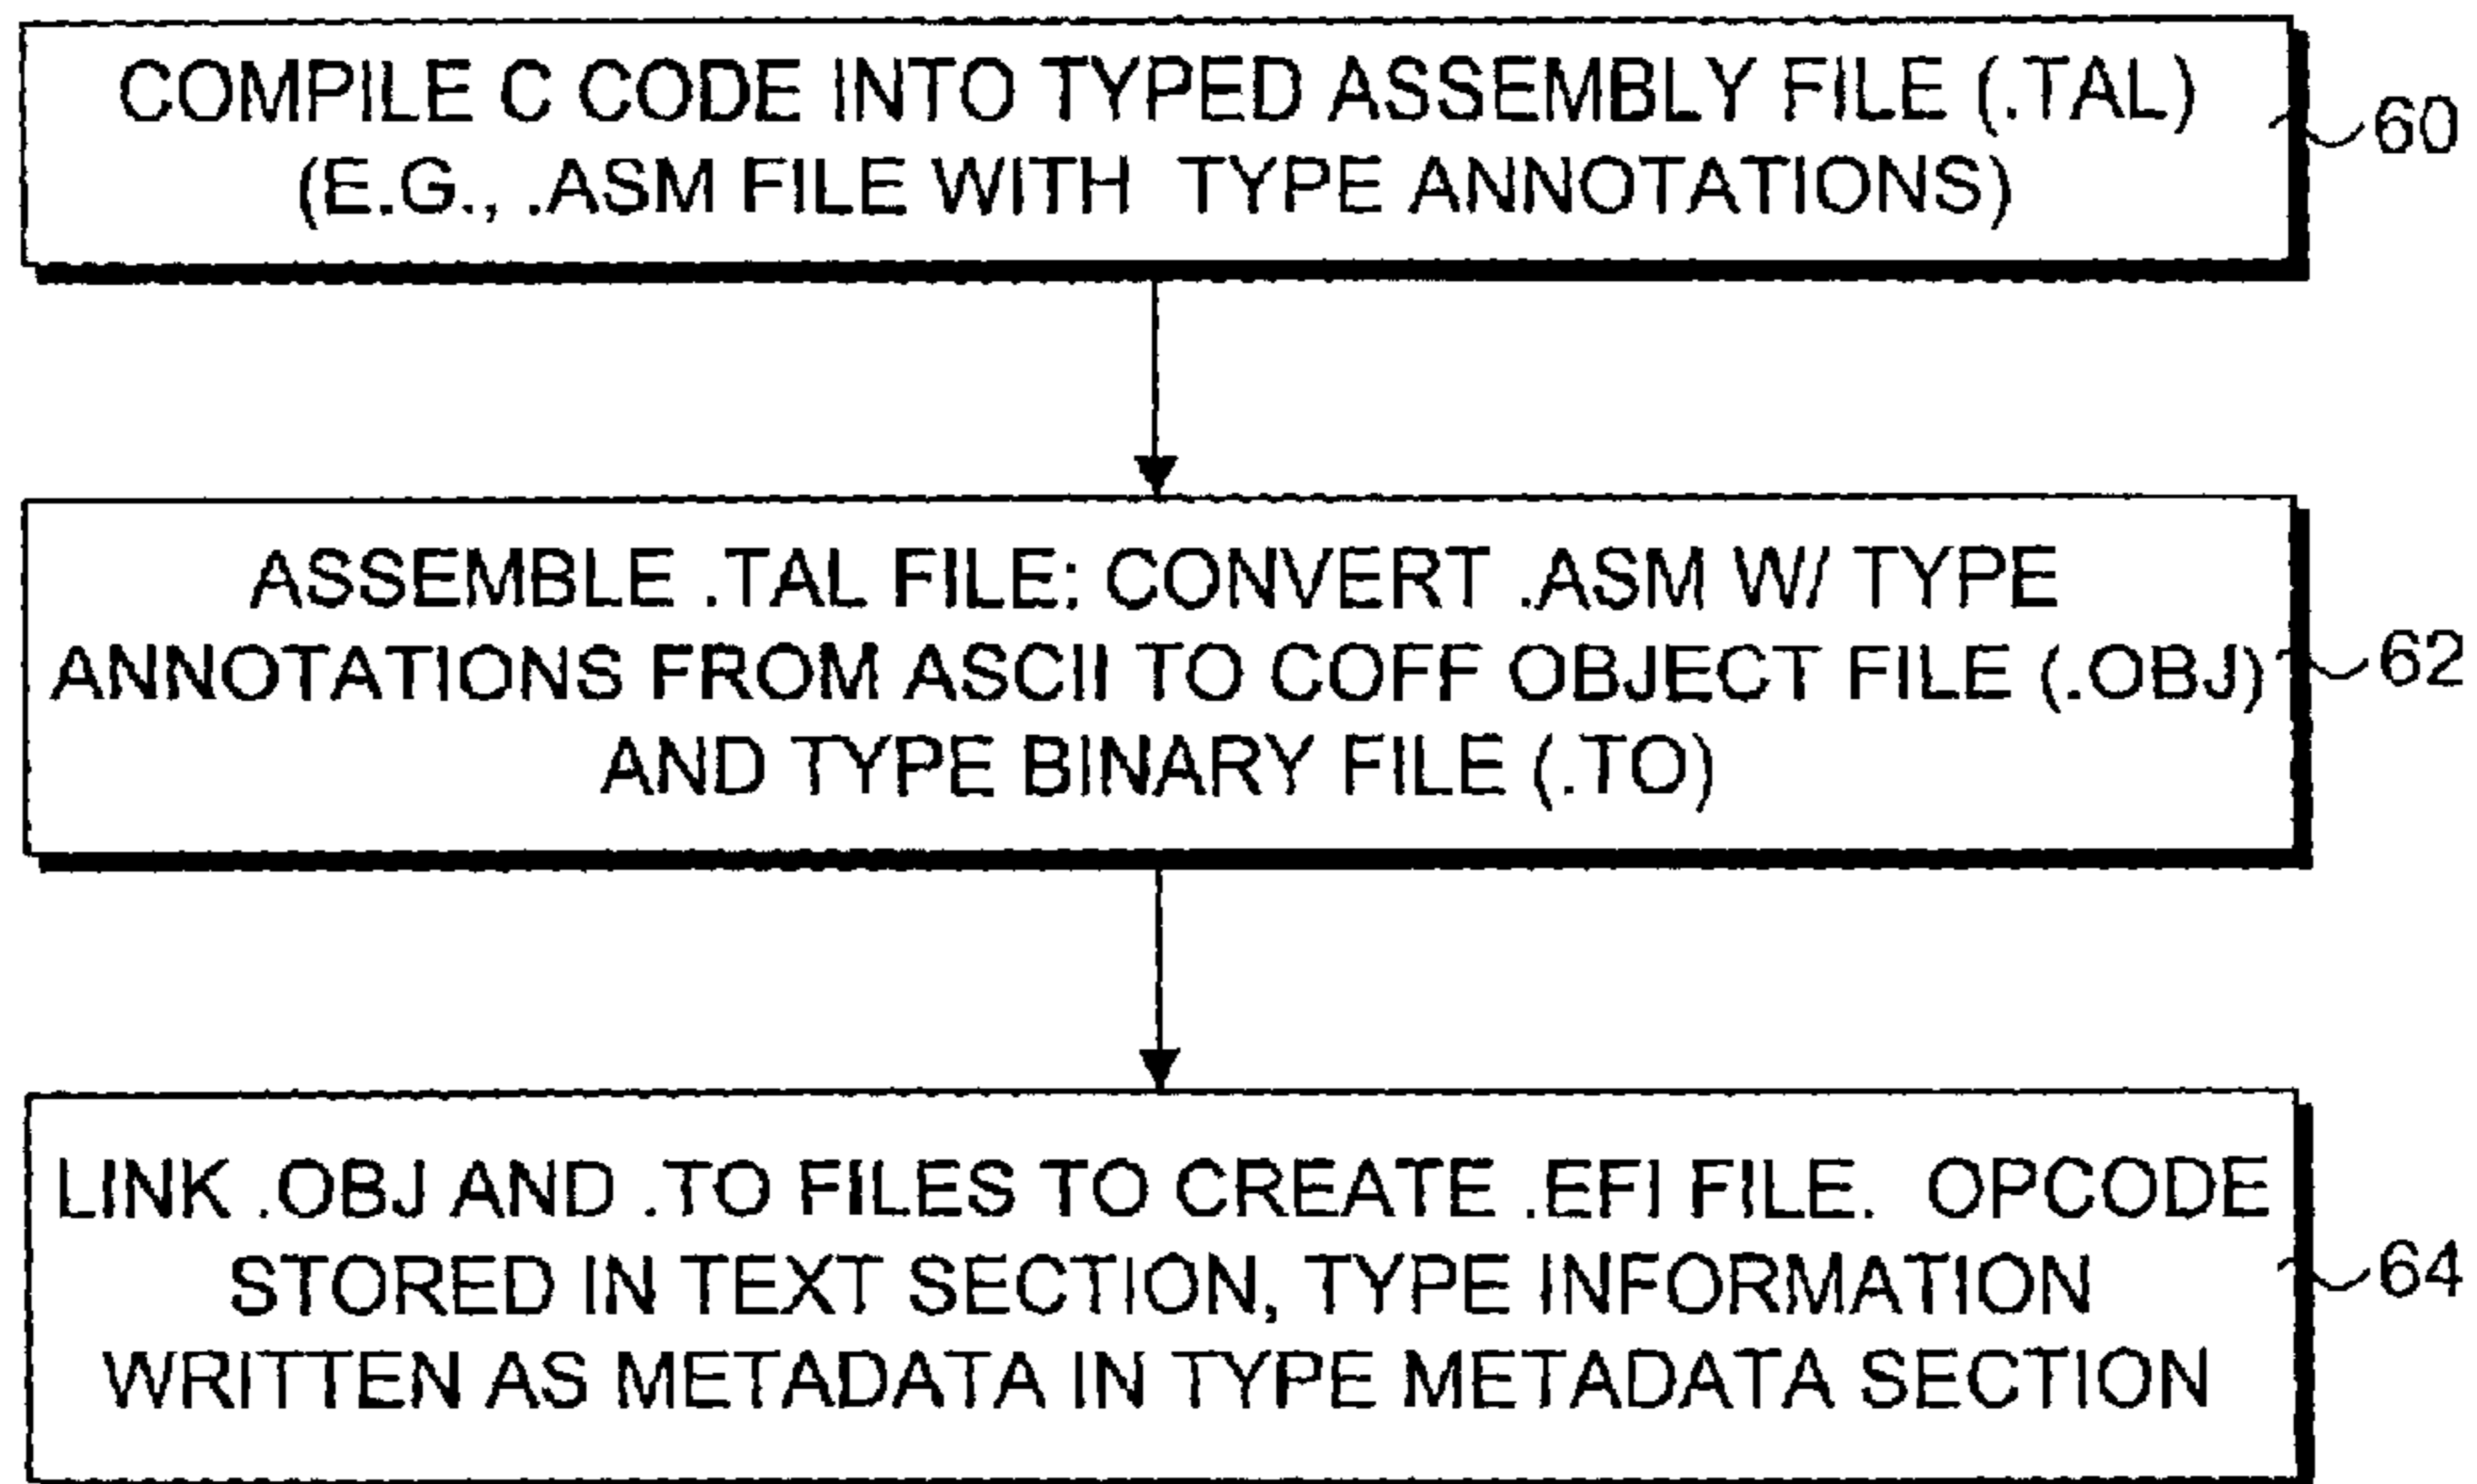 COMPILE C CODE INTO TYPED ASSEMBLY FILE (.TAL)
(E.G., .ASM FILE WITH TYPE ANNOTATIONS)
60
ASSEMBLE .TAL FILE: CONVERT .ASM W/ TYPE
ANNOTATIONS FROM ASCII TO COFF OBJECT FILE (.OBJ)
AND TYPE BINARY FILE (.TO)
62
LINK .OBJ AND .TO FILES TO CREATE .EFI FILE. OPCODE
STORED IN TEXT SECTION, TYPE INFORMATION
WRITTEN AS METADATA IN TYPE METADATA SECTION
64